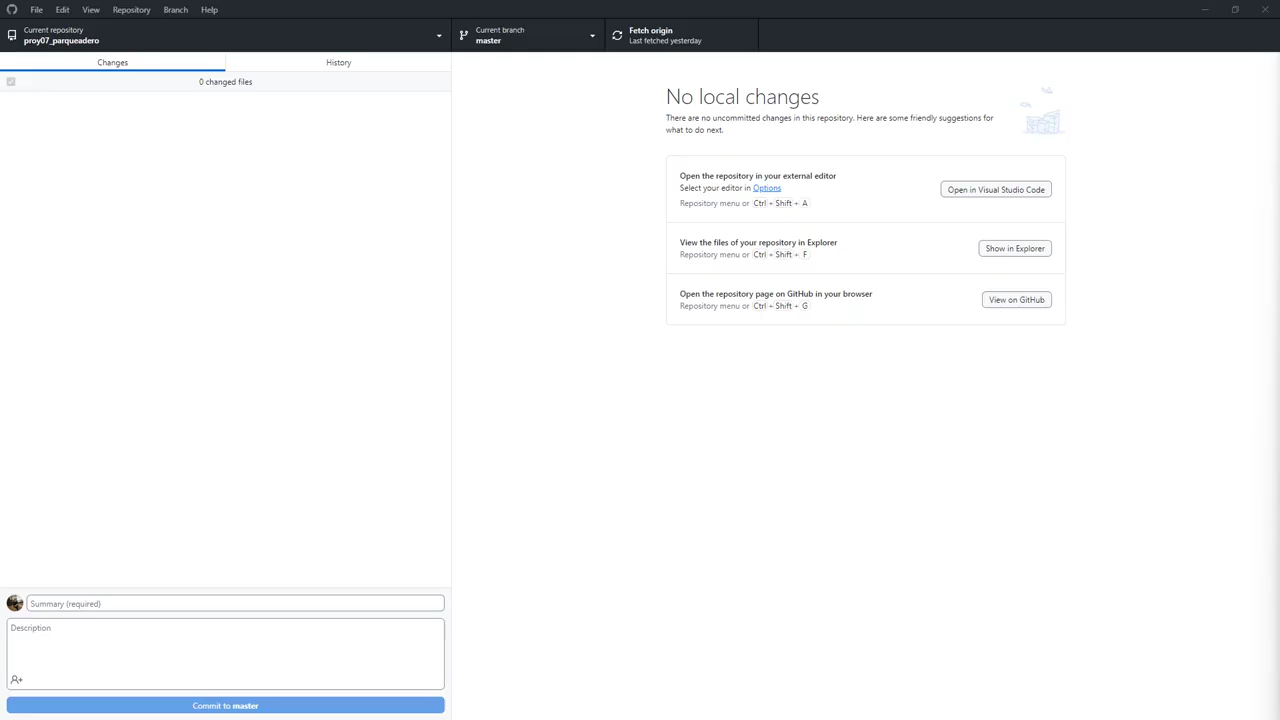 File Edit View Repository Branch Help
Current repository
proy07_parqueadero
Current branch
master
Fetch origin
Last fetched yesterday
Changes
History
0 changed files
No local changes
There are no uncommitted changes in this repository. Here are some friendly suggestions for
what to do next.
Open the repository in your external editor
Select your editor in Options
Repository menu or Ctrl + Shift + A
Open in Visual Studio Code
View the files of your repository in Explorer
Repository menu or Ctrl + Shift + F
Show in Explorer
Open the repository page on GitHub in your browser
Repository menu or Ctrl + Shift + G
View on GitHub
Summary (required)
Description
Commit to master